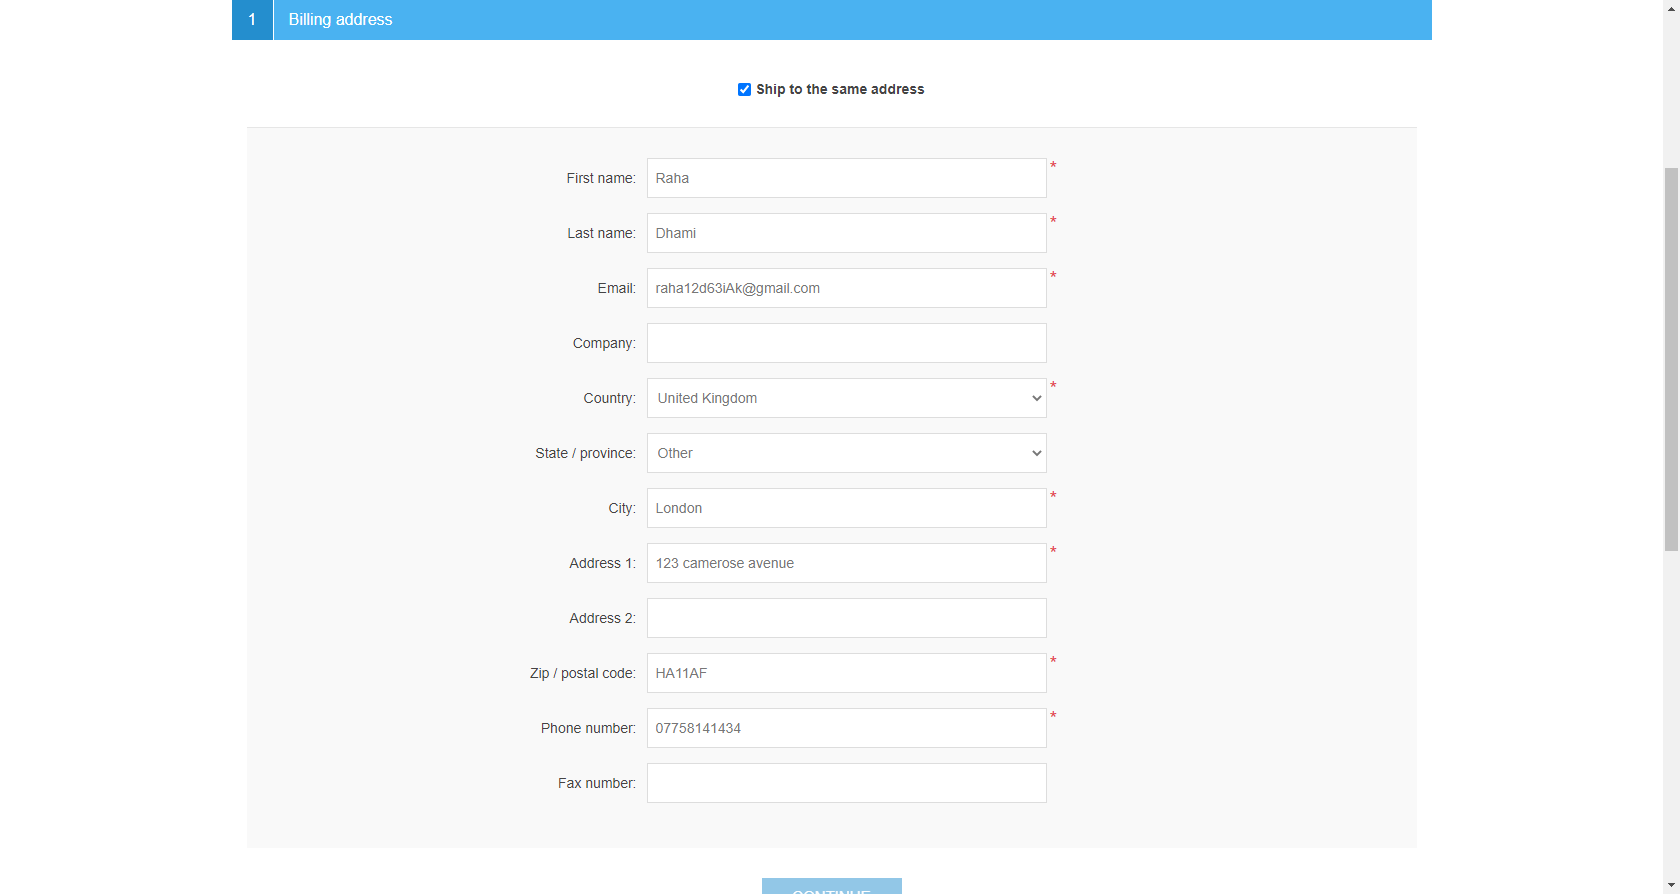 1 Billing address
Ship to the same address
First name: Raha *
Last name: Dhami *
Email: raha12d63iAk@gmail.com *
Company:
Country: United Kingdom *
State / province: Other
City: London *
Address 1: 123 camerose avenue *
Address 2:
Zip / postal code: HA11AF *
Phone number: 07758141434 *
Fax number:
CONTINUE